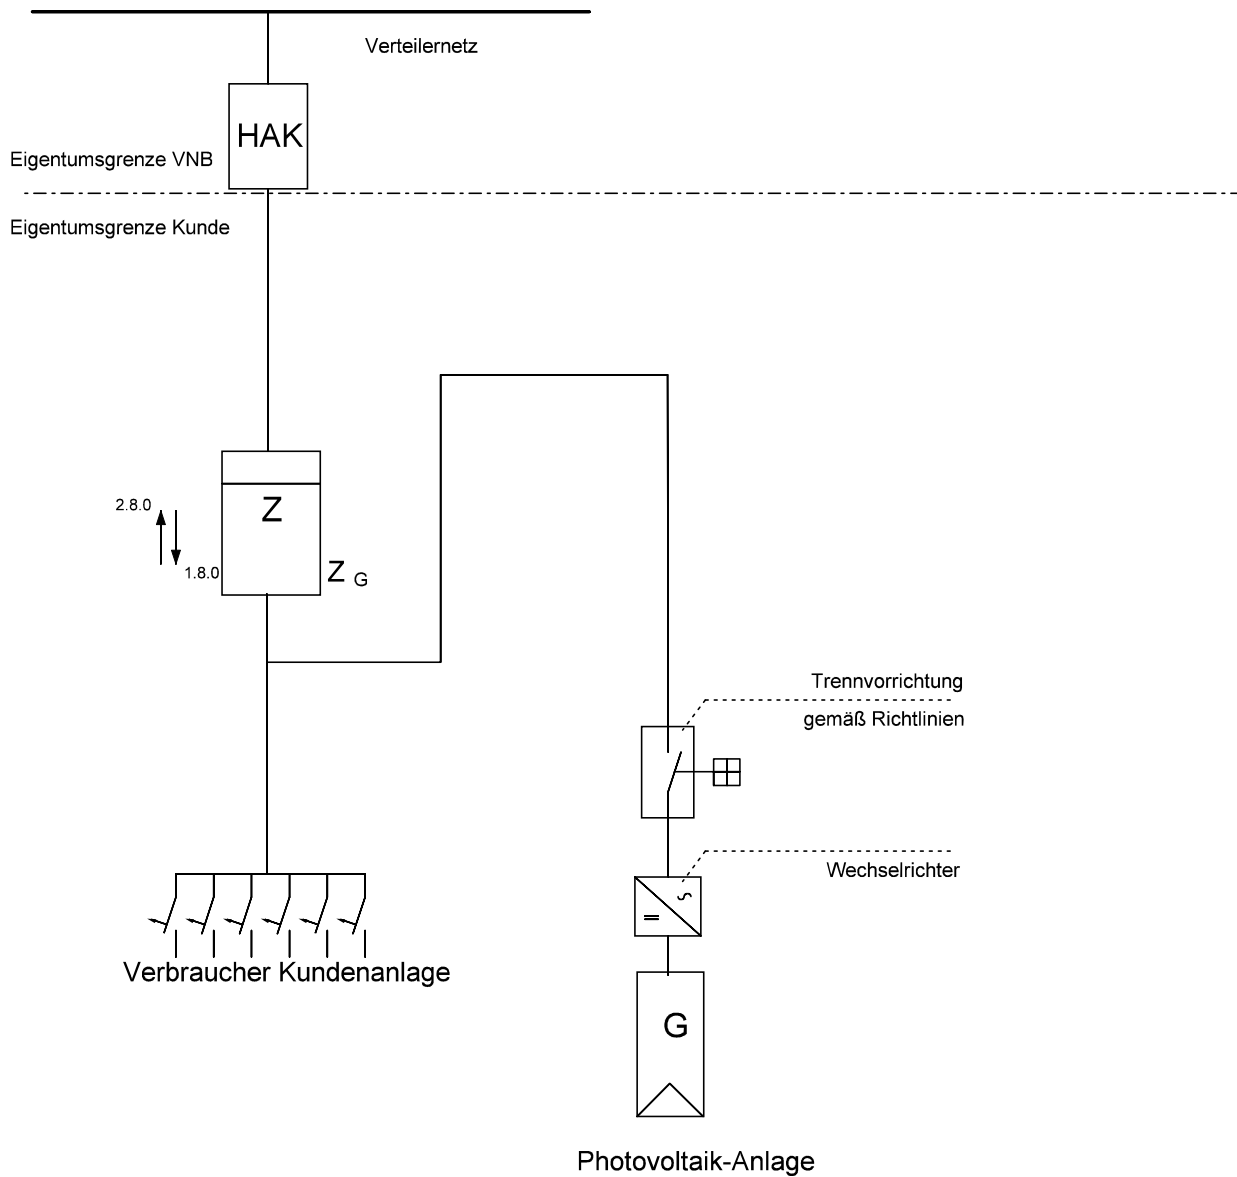 Verteilernetz
HAK
Eigentumsgrenze VNB
Eigentumsgrenze Kunde
2.8.0
Z
1.8.0
Z G
Trennvorrichtung
gemäß Richtlinien
Wechselrichter
Verbraucher Kundenanlage
G
Photovoltaik-Anlage